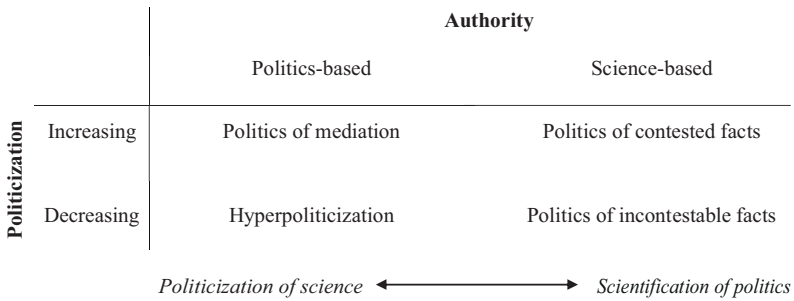 Authority
Politics-based Science-based
Politicization
Increasing Politics of mediation Politics of contested facts
Decreasing Hyperpoliticization Politics of incontestable facts
Politicization of science Scientification of politics